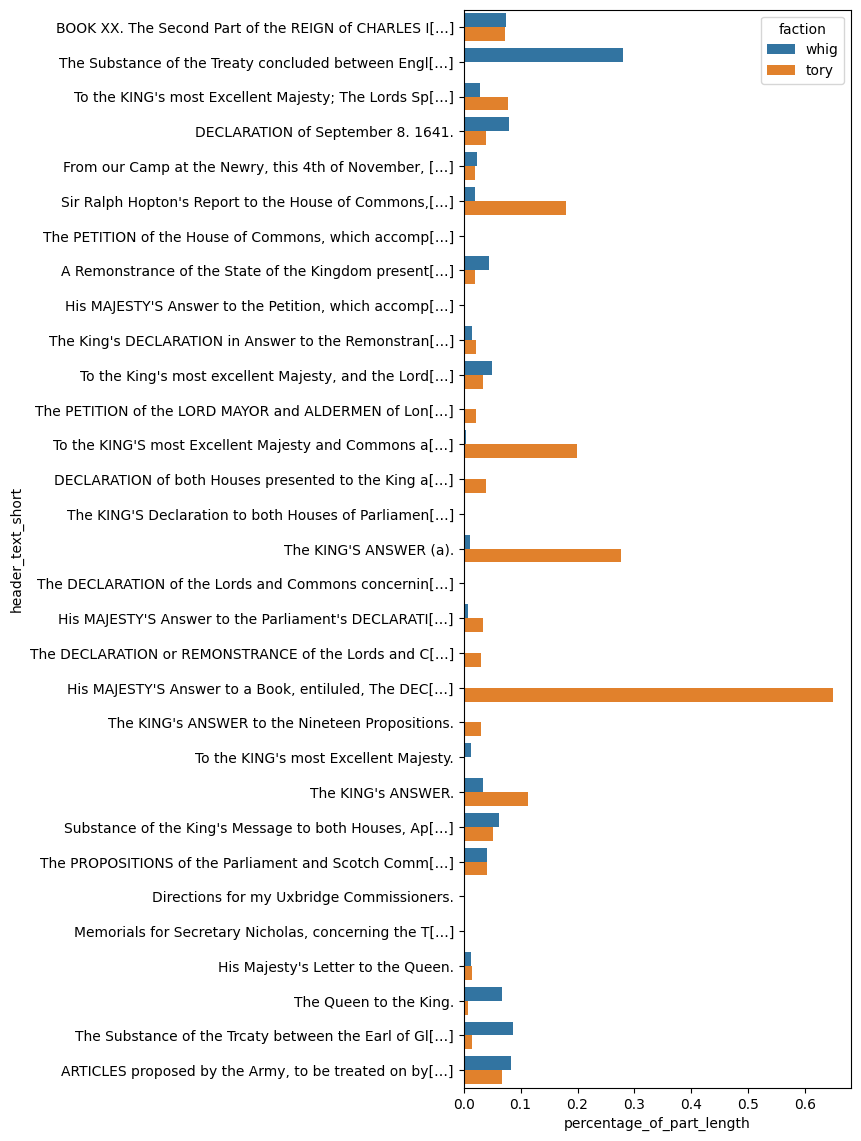 BOOK XX. The Second Part of the REIGN of CHARLES I[...]
The Substance of the Treaty concluded between Engl[...]
To the KING's most Excellent Majesty; The Lords Sp[...]
DECLARATION of September 8. 1641.
From our Camp at the Newry, this 4th of November, [...]
Sir Ralph Hopton's Report to the House of Commons,[...]
The PETITION of the House of Commons, which accomp[...]
A Remonstrance of the State of the Kingdom present[...]
His MAJESTY'S Answer to the Petition, which accomp[...]
The King's DECLARATION in Answer to the Remonstran[...]
To the King's most excellent Majesty, and the Lord[...]
The PETITION of the LORD MAYOR and ALDERMEN of Lon[...]
To the KING'S most Excellent Majesty and Commons a[...]
DECLARATION of both Houses presented to the King a[...]
The KING'S Declaration to both Houses of Parliamen[...]
The KING'S ANSWER (a).
The DECLARATION of the Lords and Commons concernin[...]
His MAJESTY'S Answer to the Parliament's DECLARATI[...]
The DECLARATION or REMONSTRANCE of the Lords and C[...]
His MAJESTY'S Answer to a Book, entiluled, The DEC[...]
The KING's ANSWER to the Nineteen Propositions.
To the KING's most Excellent Majesty.
The KING's ANSWER.
Substance of the King's Message to both Houses, Ap[...]
The PROPOSITIONS of the Parliament and Scotch Comm[...]
Directions for my Uxbridge Commissioners.
Memorials for Secretary Nicholas, concerning the T[...]
His Majesty's Letter to the Queen.
The Queen to the King.
The Substance of the Trcaty between the Earl of Gl[...]
ARTICLES proposed by the Army, to be treated on by[...]
header_text_short
faction
whig
tory
0.0 0.1 0.2 0.3 0.4 0.5 0.6
percentage_of_part_length